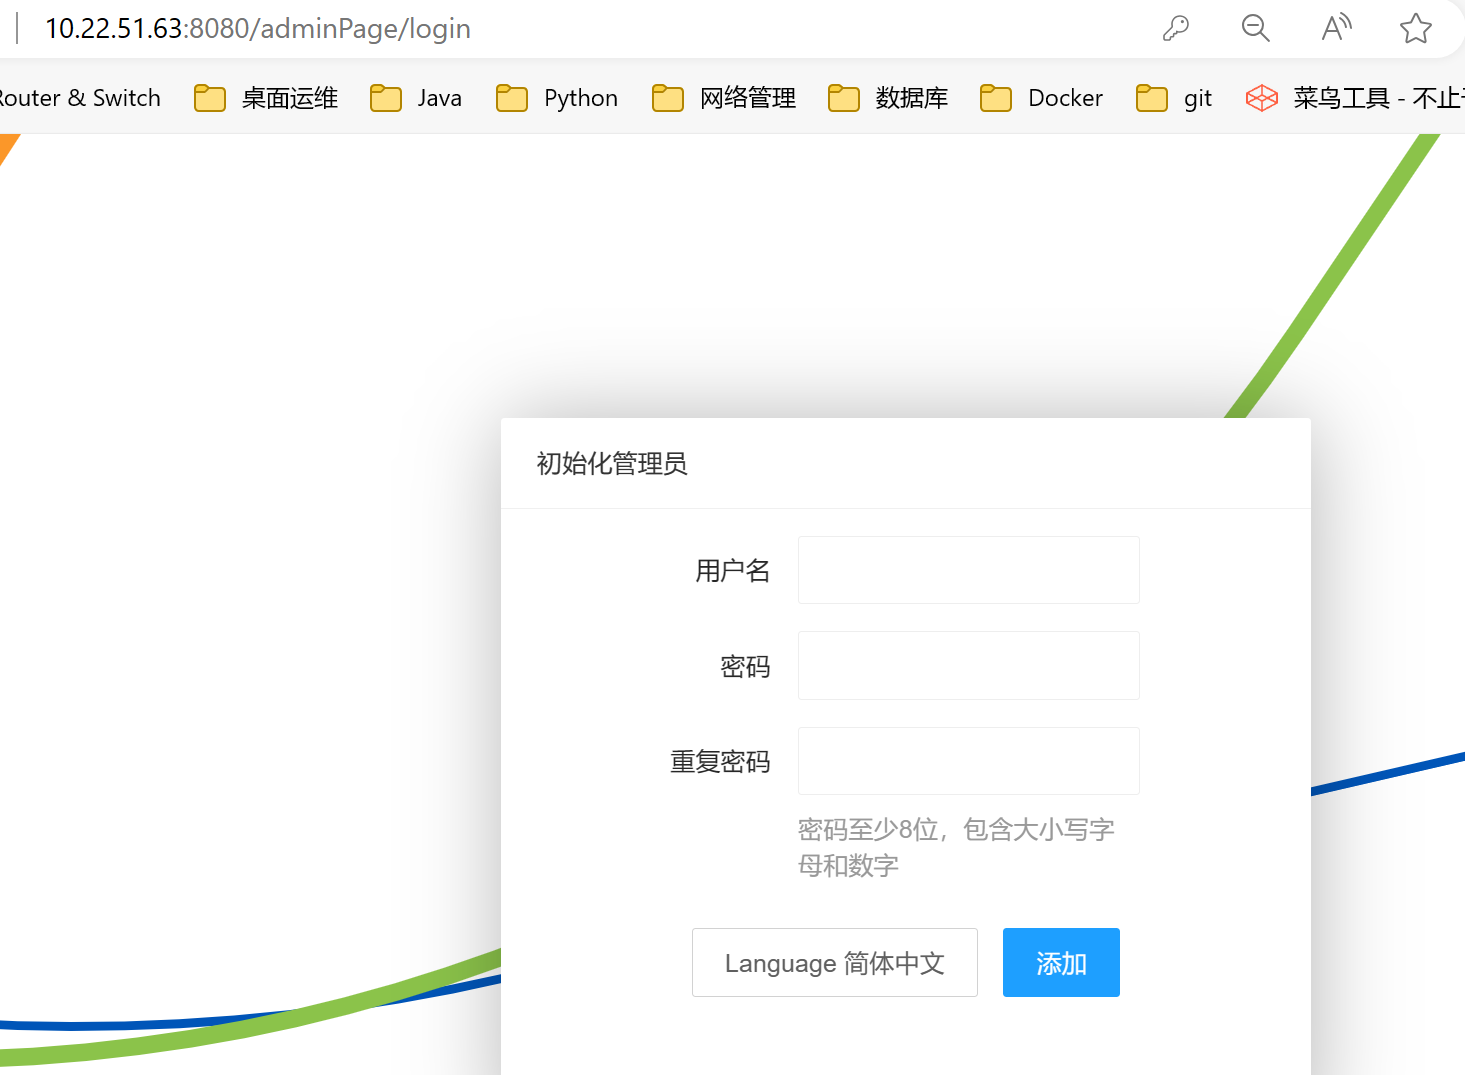 10.22.51.63:8080/adminPage/login
Router & Switch 桌面运维 Java Python 网络管理 数据库 Docker git 菜鸟工具 - 不止
初始化管理员
用户名
密码
重复密码
密码至少8位，包含大小写字
母和数字
Language 简体中文 添加